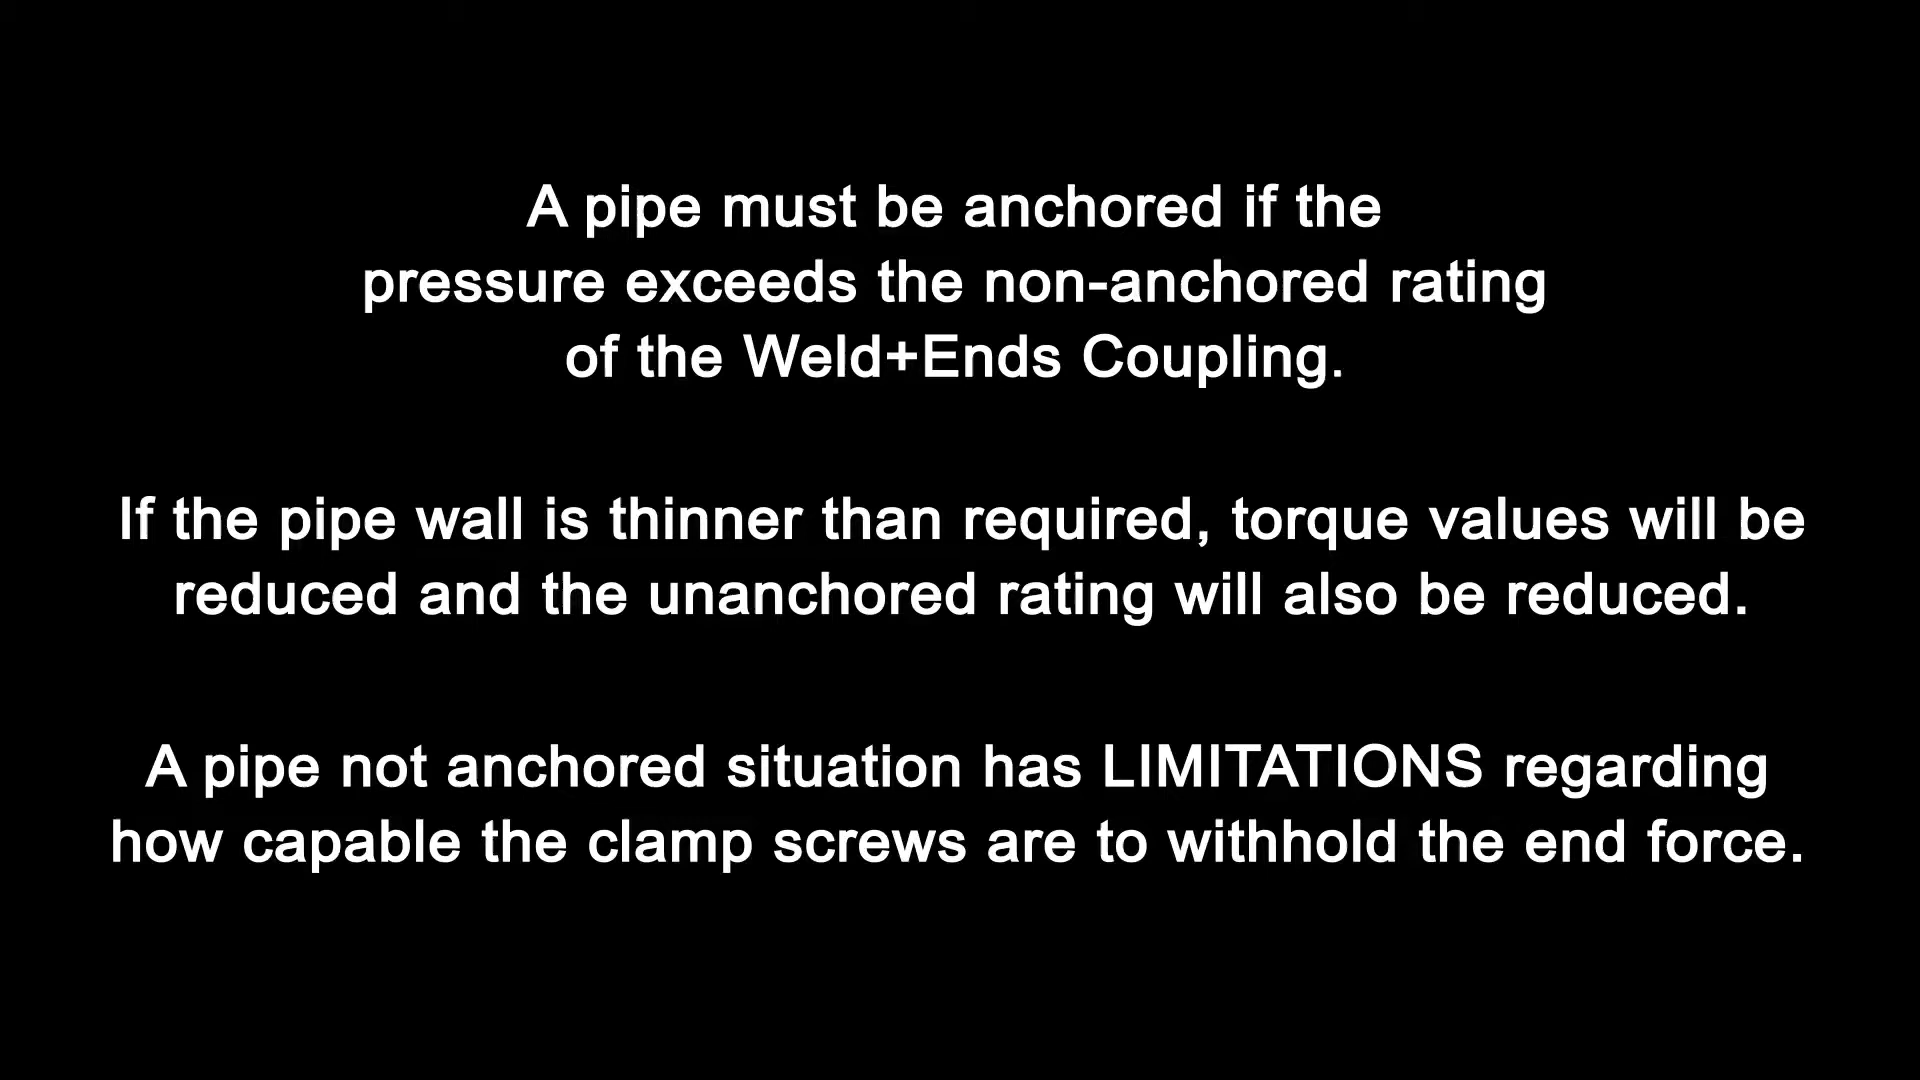 A pipe must be anchored if the
pressure exceeds the non-anchored rating
of the Weld+Ends Coupling.
If the pipe wall is thinner than required, torque values will be
reduced and the unanchored rating will also be reduced.
A pipe not anchored situation has LIMITATIONS regarding
how capable the clamp screws are to withhold the end force.